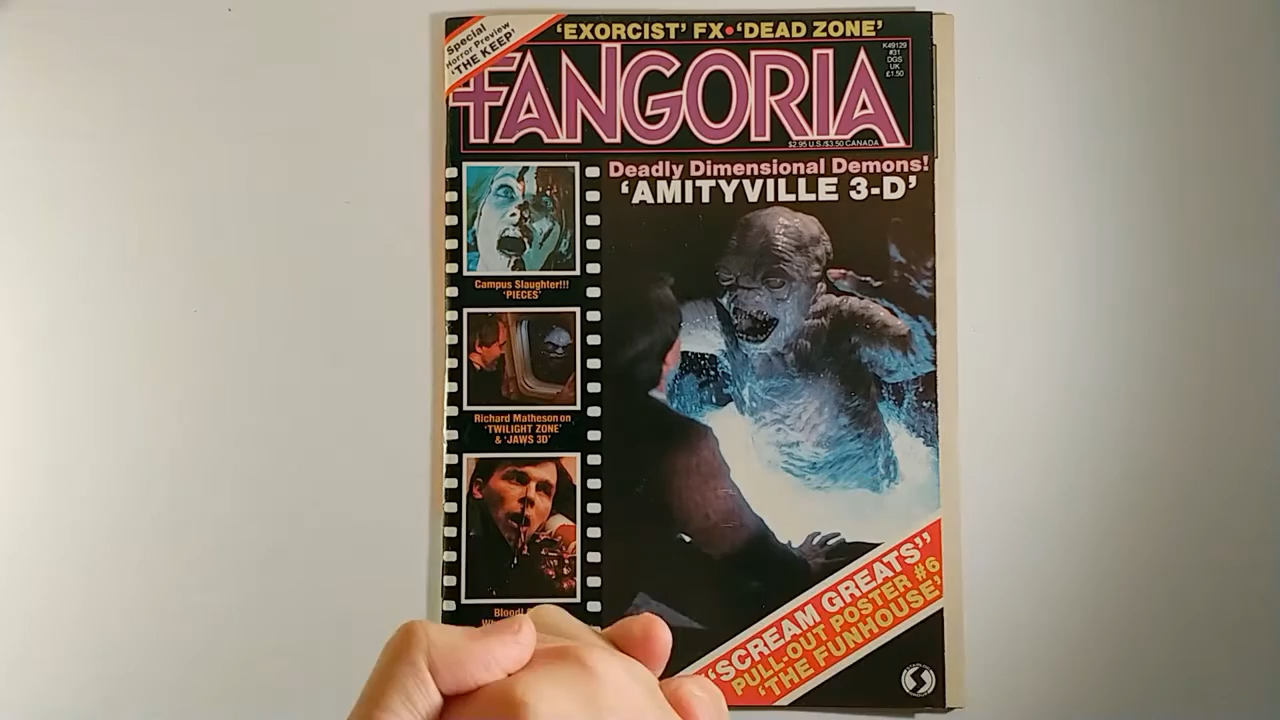 Special
Horror Preview
'THE KEEP'
'EXORCIST' FX•'DEAD ZONE'
K49129
#31
DGS
UK
£1.50
FANGORIA
$2.95 U.S./$3.50 CANADA
Deadly Dimensional Demons!
'AMITYVILLE 3-D'
Campus Slaughter!!!
'PIECES'
Richard Matheson on
'TWILIGHT ZONE'
& 'JAWS 3D'
Blood!
"SCREAM GREATS"
PULL-OUT POSTER #6
'THE FUNHOUSE'